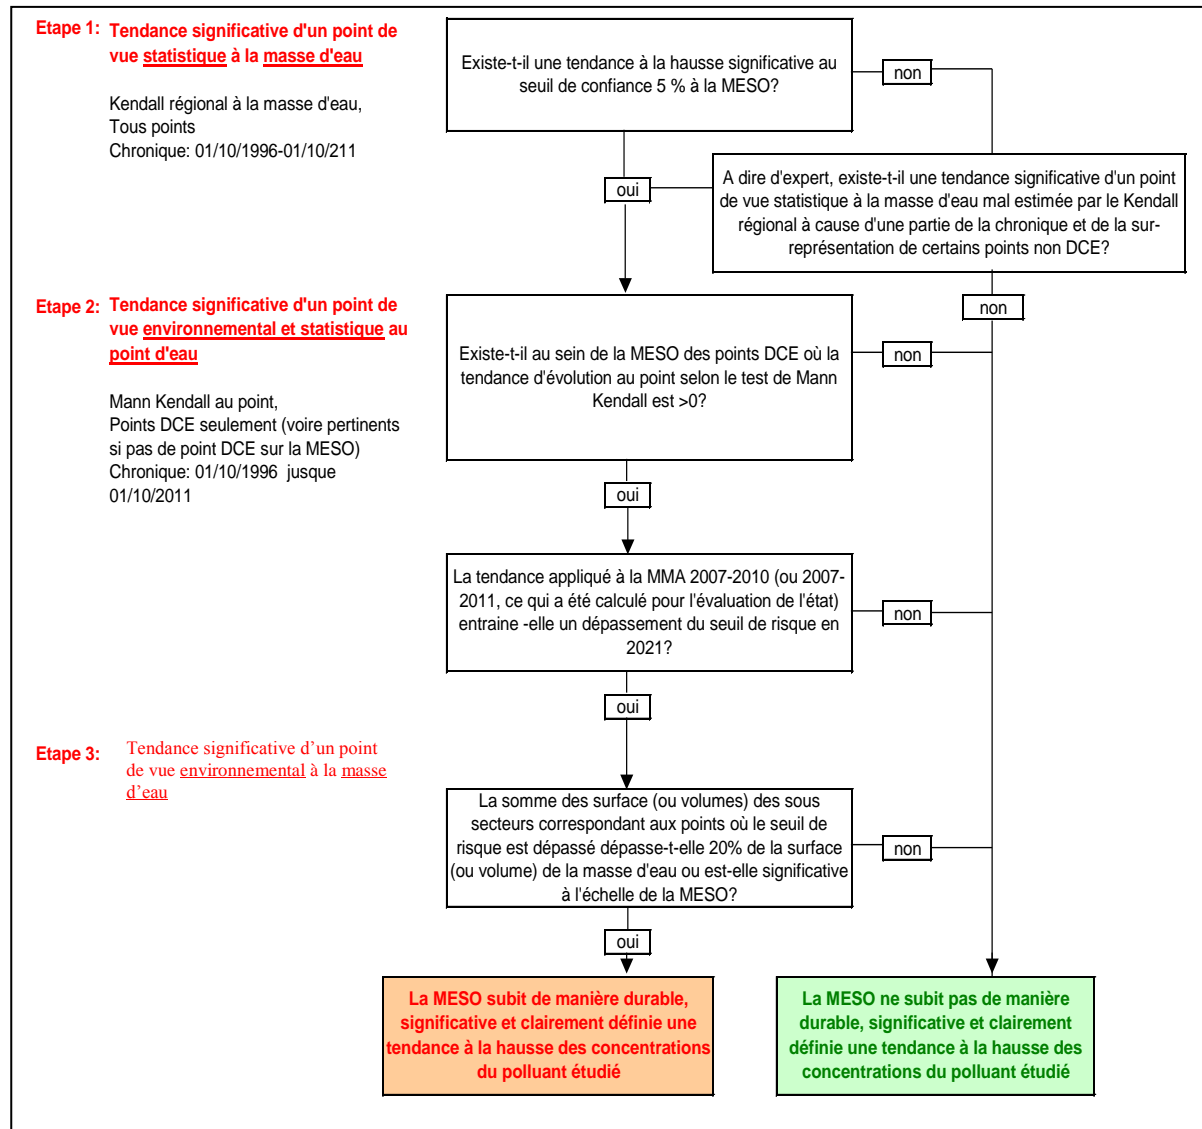 Etape 1: Tendance significative d'un point de
vue statistique à la masse d'eau
Kendall régional à la masse d'eau,
Tous points
Chronique: 01/10/1996-01/10/211
Existe-t-il une tendance à la hausse significative au
seuil de confiance 5 % à la MESO?
non
oui
A dire d'expert, existe-t-il une tendance significative d'un point
de vue statistique à la masse d'eau mal estimée par le Kendall
régional à cause d'une partie de la chronique et de la sur-
représentation de certains points non DCE?
non
Etape 2: Tendance significative d'un point de
vue environnemental et statistique au
point d'eau
Mann Kendall au point,
Points DCE seulement (voire pertinents
si pas de point DCE sur la MESO)
Chronique: 01/10/1996 jusque
01/10/2011
Existe-t-il au sein de la MESO des points DCE où la
tendance d'évolution au point selon le test de Mann
Kendall est >0?
non
oui
La tendance appliqué à la MMA 2007-2010 (ou 2007-
2011, ce qui a été calculé pour l'évaluation de l'état)
entraine -elle un dépassement du seuil de risque en
2021?
non
oui
Etape 3: Tendance significative d’un point
de vue environnemental à la masse
d’eau
La somme des surface (ou volumes) des sous
secteurs correspondant aux points où le seuil de
risque est dépassé dépasse-t-elle 20% de la surface
(ou volume) de la masse d'eau ou est-elle significative
à l'échelle de la MESO?
non
oui
La MESO subit de manière durable,
significative et clairement définie une
tendance à la hausse des concentrations
du polluant étudié
La MESO ne subit pas de manière
durable, significative et clairement
définie une tendance à la hausse des
concentrations du polluant étudié